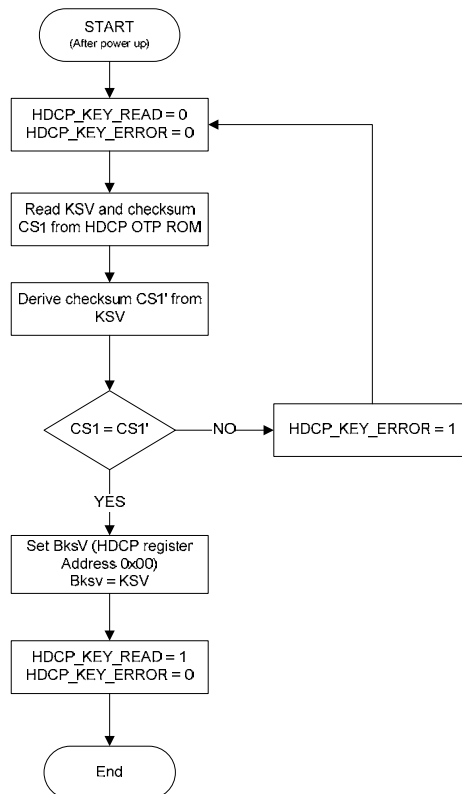 START
(After power up)
HDCP_KEY_READ = 0
HDCP_KEY_ERROR = 0
Read KSV and checksum
CS1 from HDCP OTP ROM
Derive checksum CS1' from
KSV
CS1 = CS1'
NO
HDCP_KEY_ERROR = 1
YES
Set BksV (HDCP register
Address 0x00)
Bksv = KSV
HDCP_KEY_READ = 1
HDCP_KEY_ERROR = 0
End